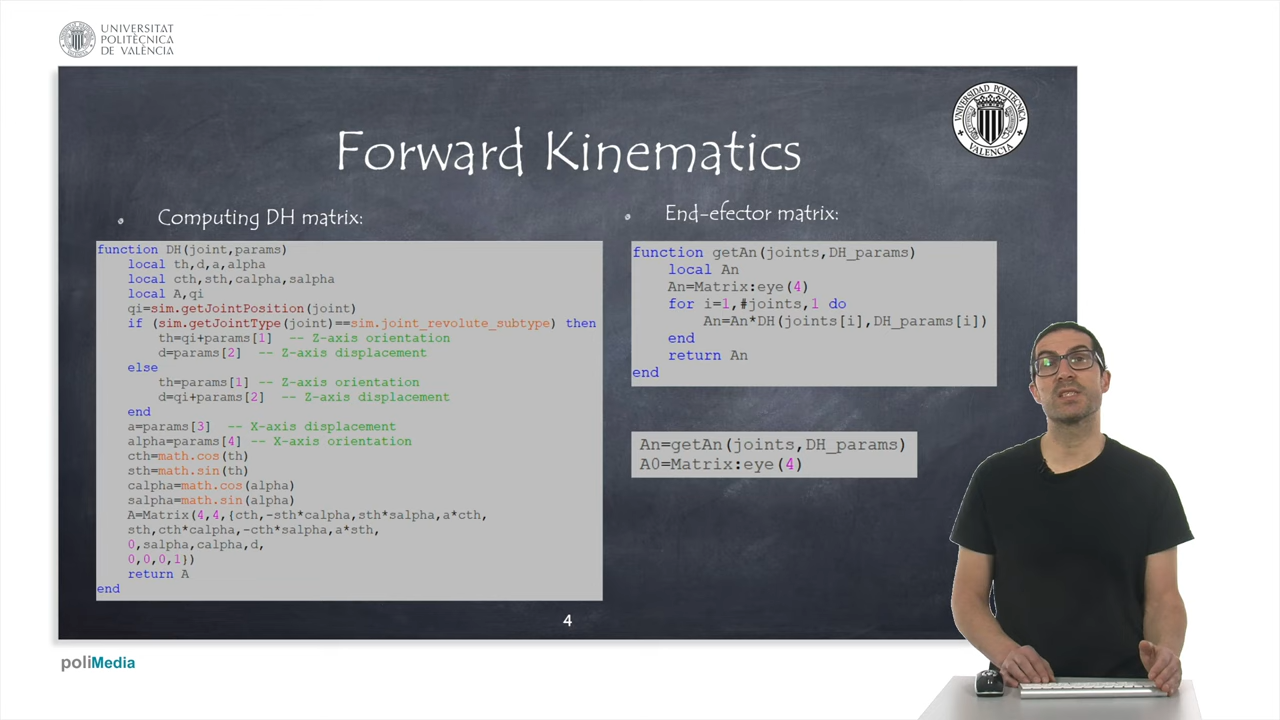 UNIVERSITAT
POLITÈCNICA
DE VALÈNCIA
UNIVERSIDAD POLITECNICA
VALENCIA
Forward Kinematics
Computing DH matrix:
function DH(joint,params)
local th,d,a,alpha
local cth,sth,calpha,salpha
local A,qi
qi=sim.getJointPosition(joint)
if (sim.getJointType(joint)==sim.joint_revolute_subtype) then
th=qi+params[1] -- Z-axis orientation
d=params[2] -- Z-axis displacement
else
th=params[1] -- Z-axis orientation
d=qi+params[2] -- Z-axis displacement
end
a=params[3] -- X-axis displacement
alpha=params[4] -- X-axis orientation
cth=math.cos(th)
sth=math.sin(th)
calpha=math.cos(alpha)
salpha=math.sin(alpha)
A=Matrix(4,4,{cth,-sth*calpha,sth*salpha,a*cth,
sth,cth*calpha,-cth*salpha,a*sth,
0,salpha,calpha,d,
0,0,0,1})
return A
end
End-efector matrix:
function getAn(joints,DH_params)
local An
An=Matrix:eye(4)
for i=1,#joints,1 do
An=An*DH(joints[i],DH_params[i])
end
return An
end
An=getAn(joints,DH_params)
A0=Matrix:eye(4)
4
poliMedia